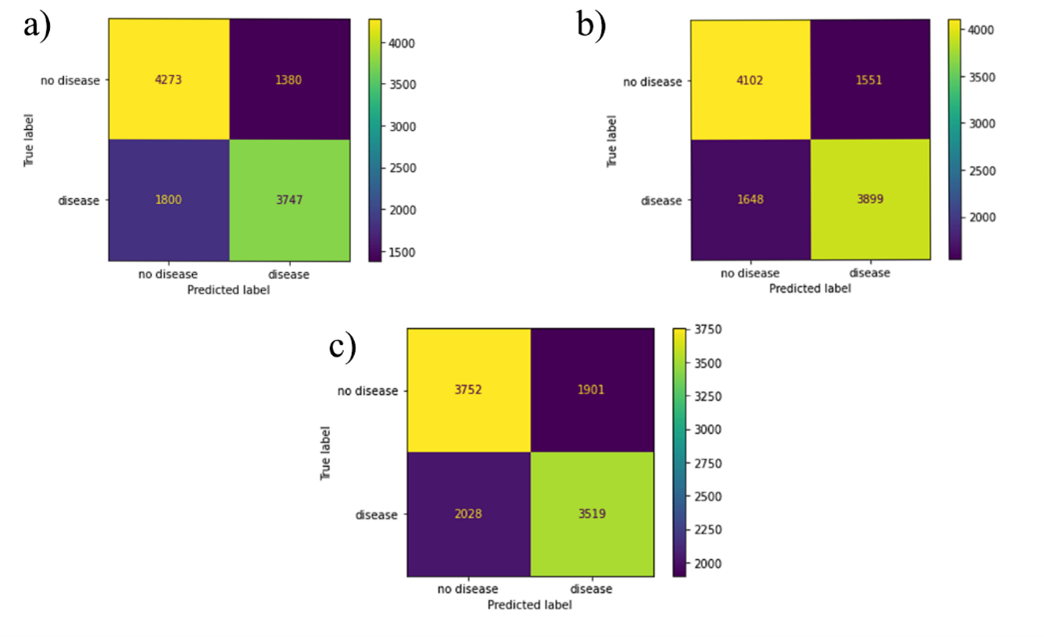 a)
no disease
4273
1380
disease
1800
3747
no disease
disease
Predicted label
True label
4000
3500
3000
2500
2000
1500
b)
no disease
4102
1551
disease
1648
3899
no disease
disease
Predicted label
True label
4000
3500
3000
2500
2000
c)
no disease
3752
1901
disease
2028
3519
no disease
disease
Predicted label
True label
3750
3500
3250
3000
2750
2500
2250
2000